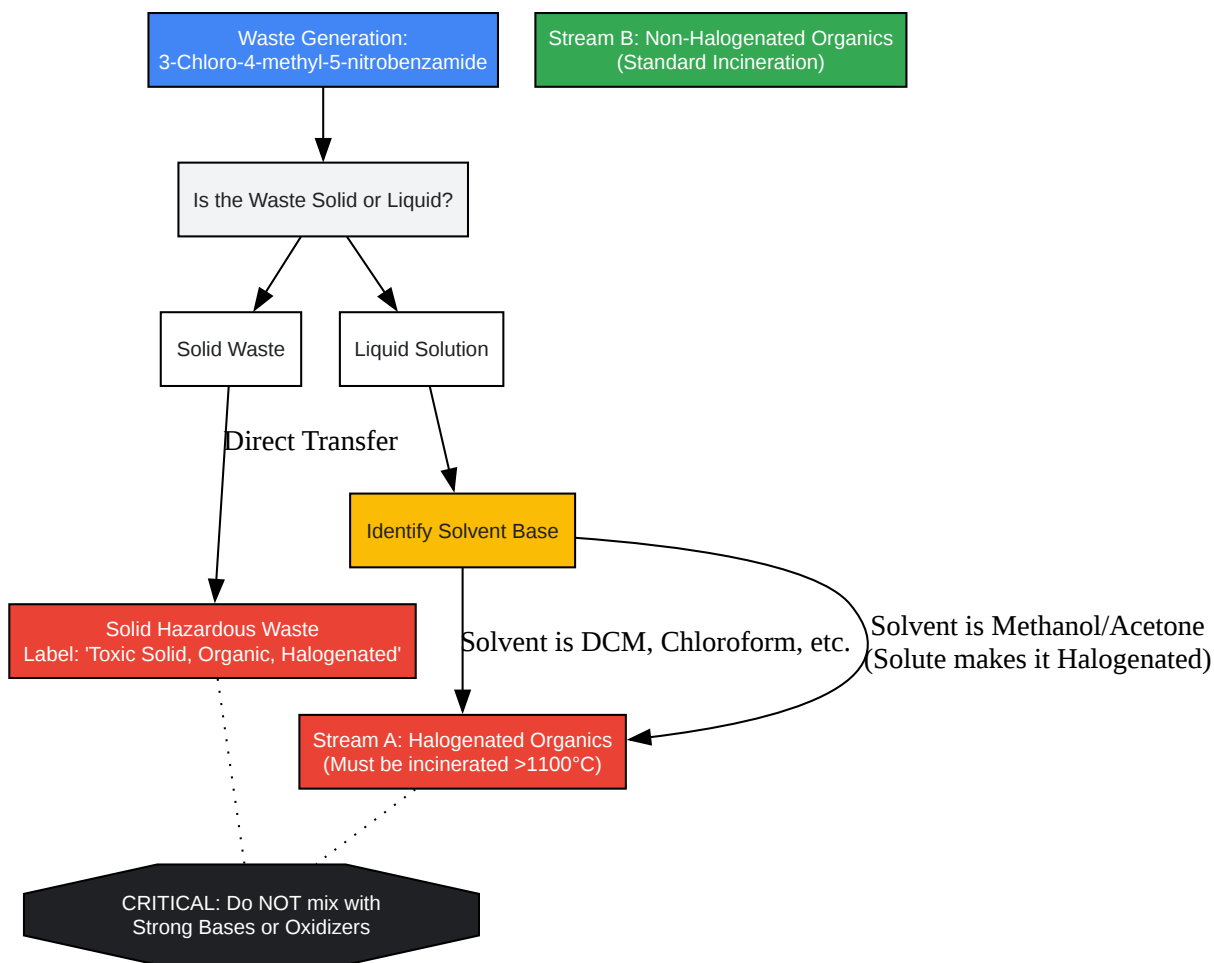 Waste Generation:
3-Chloro-4-methyl-5-nitrobenzamide
Stream B: Non-Halogenated Organics
(Standard Incineration)
Is the Waste Solid or Liquid?
Solid Waste
Liquid Solution
Direct Transfer
Identify Solvent Base
Solid Hazardous Waste
Label: 'Toxic Solid, Organic, Halogenated'
Solvent is DCM, Chloroform, etc.
Solvent is Methanol/Acetone
(Solute makes it Halogenated)
Stream A: Halogenated Organics
(Must be incinerated >1100°C)
CRITICAL: Do NOT mix with
Strong Bases or Oxidizers